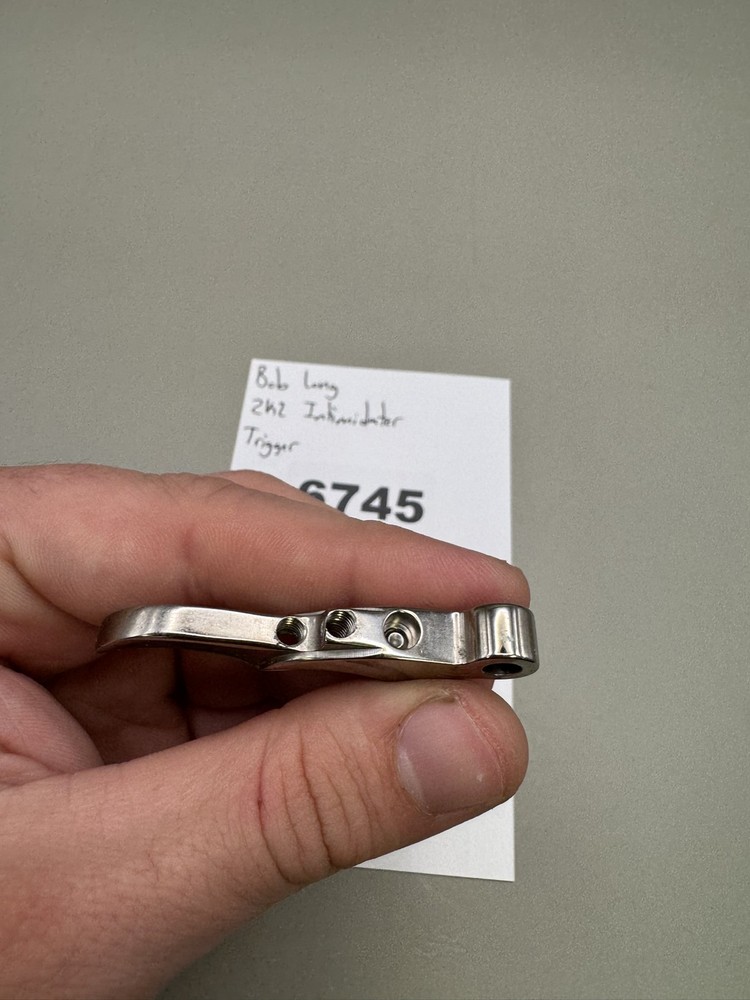 Bob Long
2k2 Intimidator
Trigger
6745